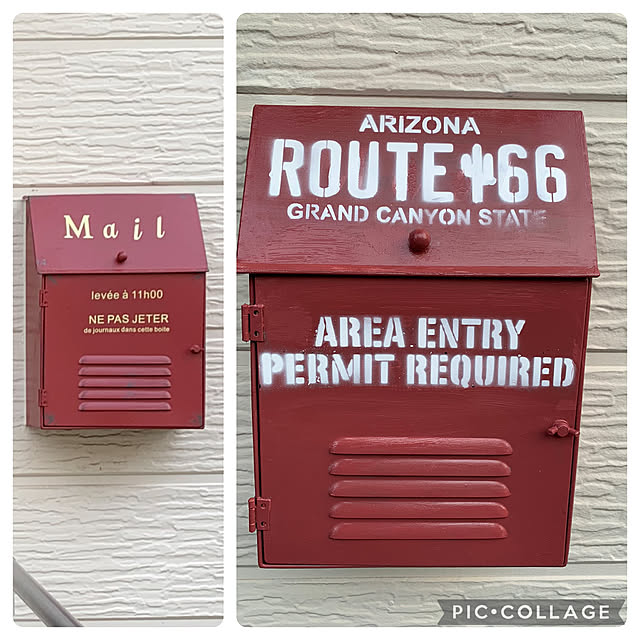 Mail
levée à 11h00
NE PAS JETER
de journaux dans cette boite
ARIZONA
ROUTE 66
GRAND CANYON STATE
AREA ENTRY
PERMIT REQUIRED
PIC•COLLAGE